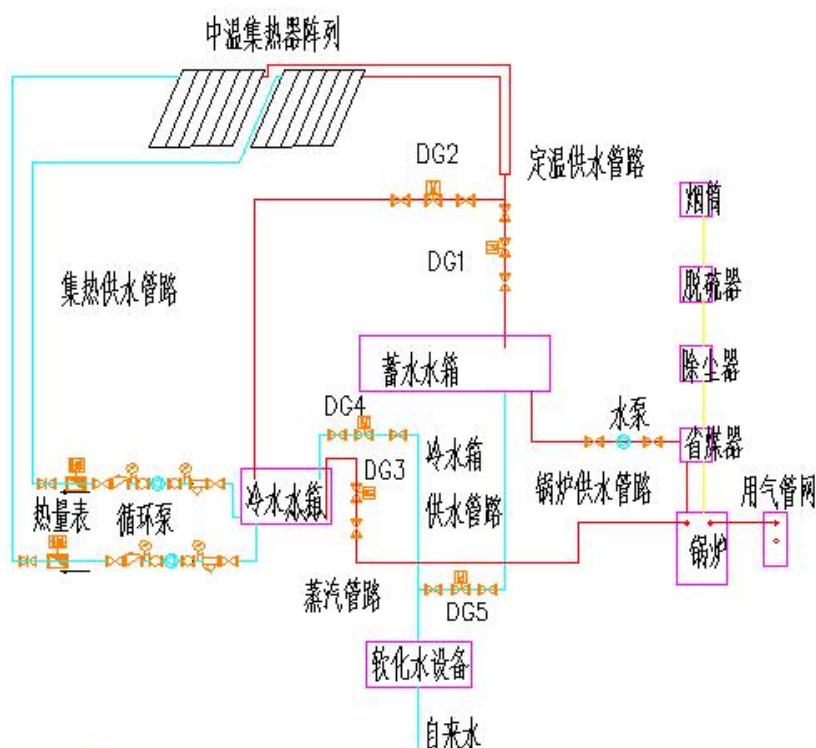 中温集热器阵列
DG2
定温供水管路
烟筒
DG1
集热供水管路
脱硫器
蓄水水箱
除尘器
DG4
水泵
冷水箱
供水管路
省煤器
DG3
锅炉供水管路
用气管网
冷水水箱
热量表
循环泵
锅炉
蒸汽管路
DG5
软化水设备
自来水